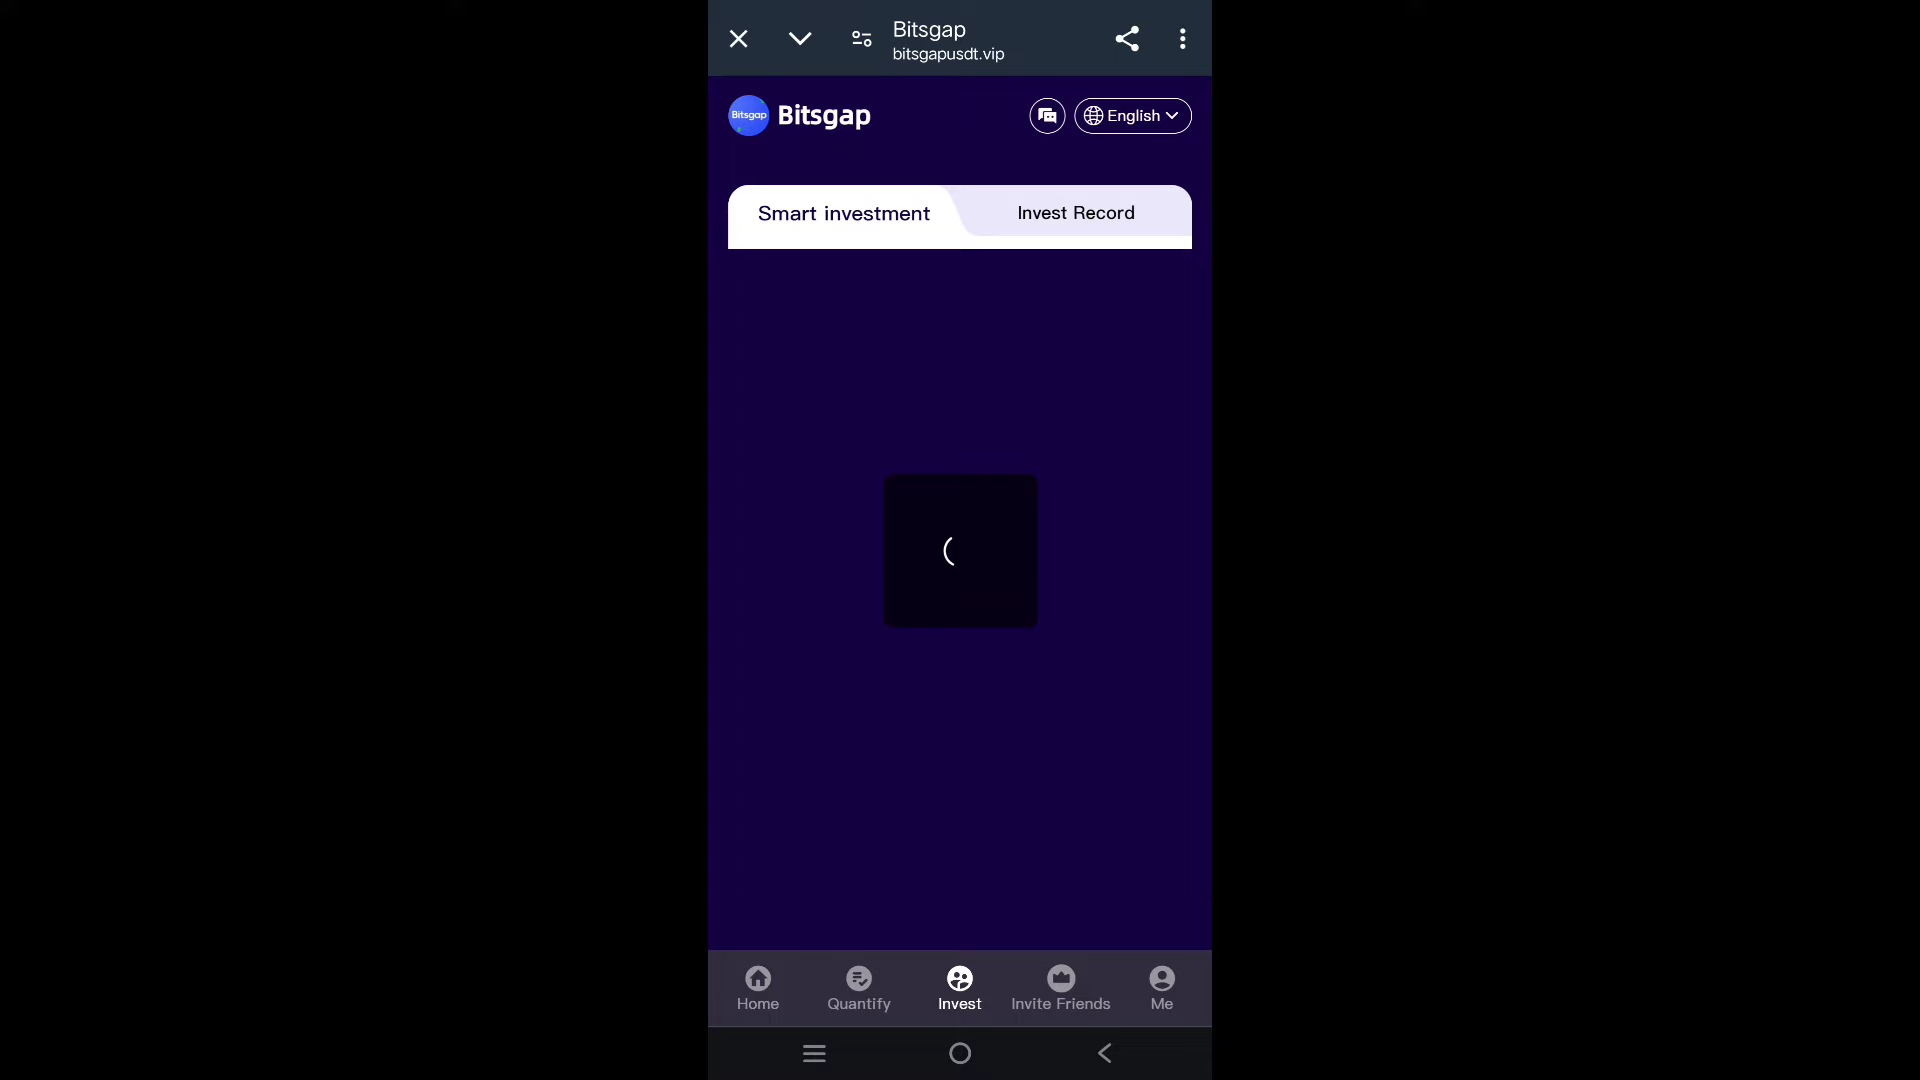 Bitsgap
bitsgapusdt.vip
Bitsgap
Bitsgap
English
Smart investment
Invest Record
Home
Quantify
Invest
Invite Friends
Me